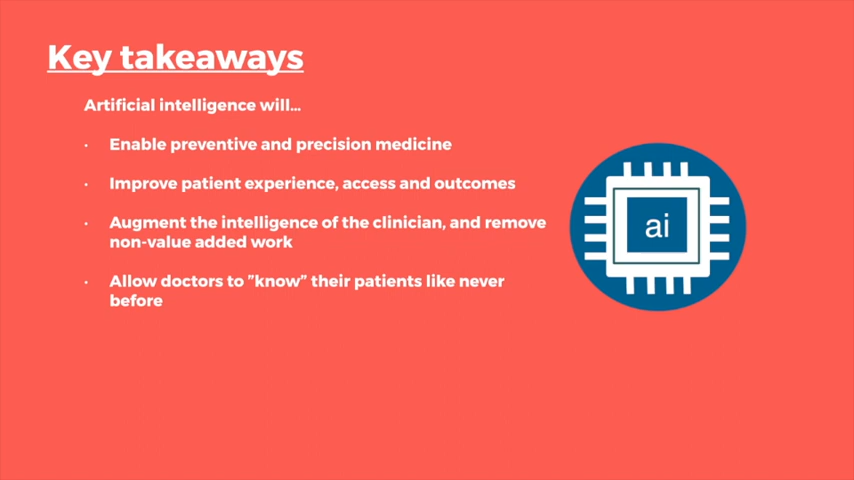 Key takeaways
Artificial intelligence will...
• Enable preventive and precision medicine
• Improve patient experience, access and outcomes
• Augment the intelligence of the clinician, and remove
non-value added work
• Allow doctors to ”know” their patients like never
before
ai